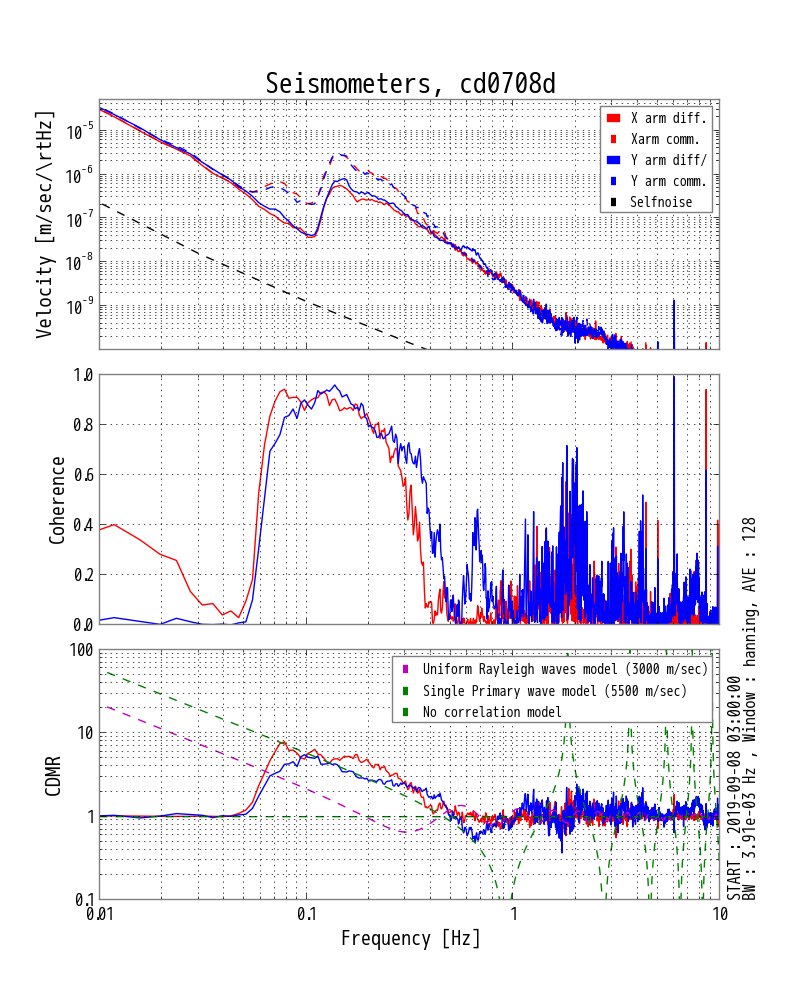 Seismometers, cd0708d
Velocity [m/sec/\rtHz]
10^-5
10^-6
10^-7
10^-8
10^-9
X arm diff.
Xarm comm.
Y arm diff/
Y arm comm.
Selfnoise
Coherence
1.0
0.8
0.6
0.4
0.2
0.0
CDMR
100
10
1
0.1
Uniform Rayleigh waves model (3000 m/sec)
Single Primary wave model (5500 m/sec)
No correlation model
0.01
0.1
1
10
Frequency [Hz]
START : 2019-09-08 03:00:00
BW : 3.91e-03 Hz , Window : hanning, AVE : 128